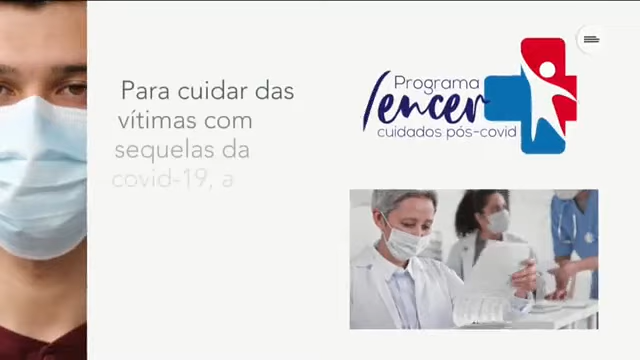 Para cuidar das
vítimas com
sequelas da
covid-19, a
Programa
Vencer
cuidados pós-covid